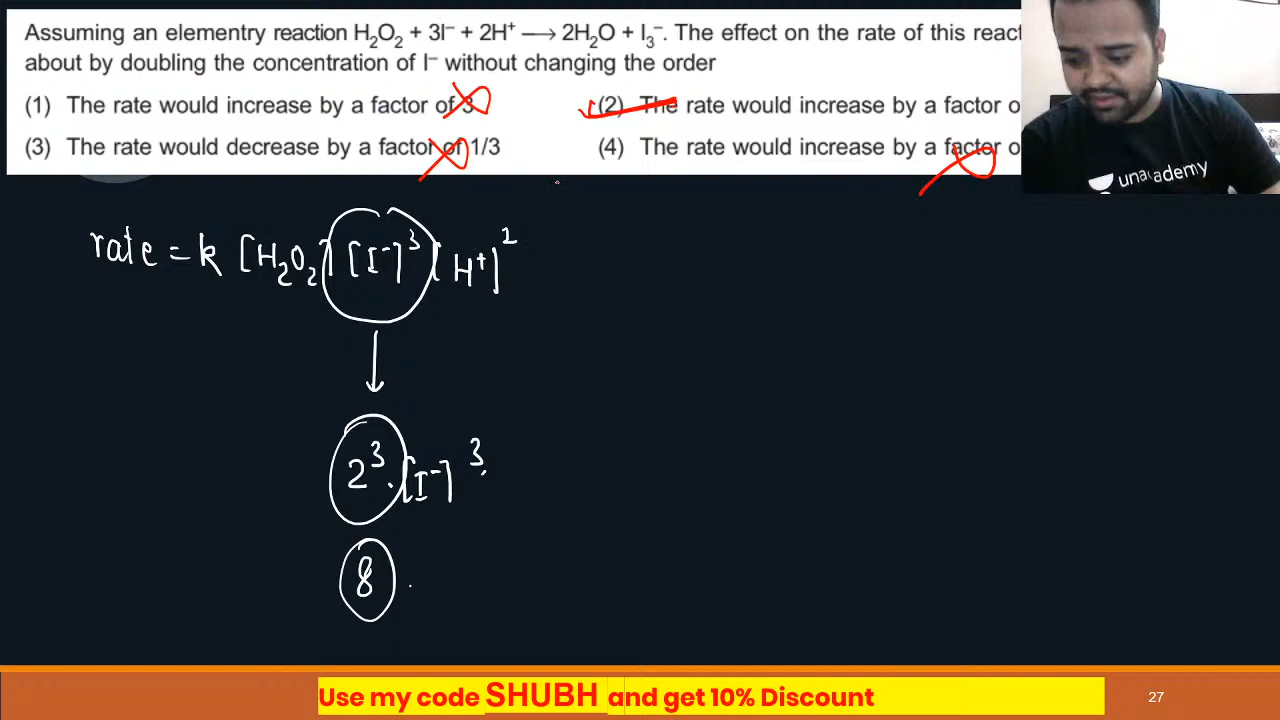 Assuming an elementry reaction H₂O₂ + 3I⁻ + 2H⁺ ⟶ 2H₂O + I₃⁻. The effect on the rate of this react
about by doubling the concentration of I⁻ without changing the order
(1) The rate would increase by a factor of 3
(2) The rate would increase by a factor o
(3) The rate would decrease by a factor of 1/3
(4) The rate would increase by a factor o
unacademy
rate = k [H₂O₂] [I⁻]³ [H⁺]²
2³ . [I⁻]³
8
Use my code SHUBH and get 10% Discount
27